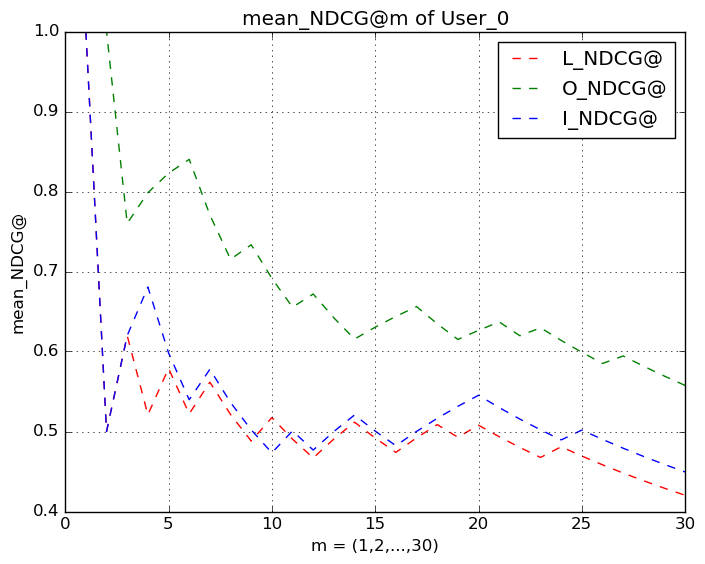 mean_NDCG@m of User_0
1.0
0.9
0.8
0.7
0.6
0.5
0.4
mean_NDCG@
L_NDCG@
O_NDCG@
I_NDCG@
0 5 10 15 20 25 30
m = (1,2,...,30)